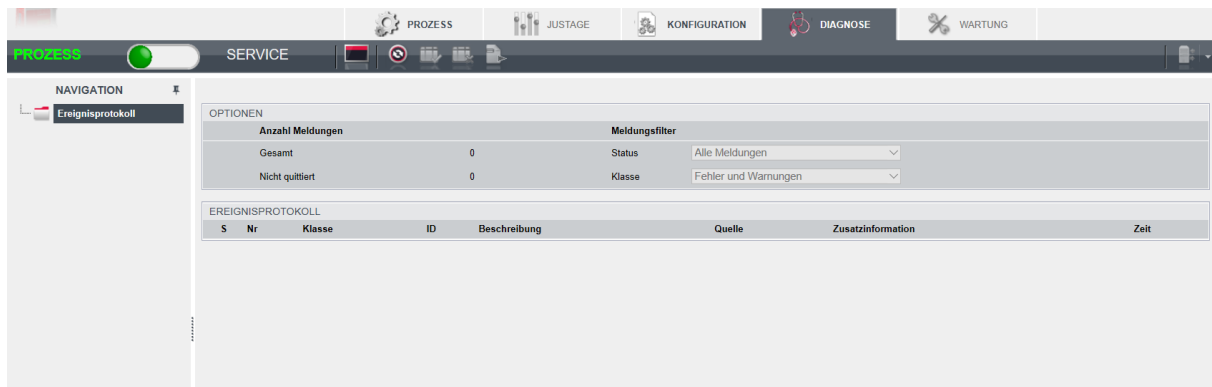 PROZESS JUSTAGE KONFIGURATION DIAGNOSE WARTUNG
PROZESS SERVICE
NAVIGATION
Ereignisprotokoll
OPTIONEN
Anzahl Meldungen Meldungsfilter
Gesamt 0 Status Alle Meldungen
Nicht quittiert 0 Klasse Fehler und Warnungen
EREIGNISPROTOKOLL
S Nr Klasse ID Beschreibung Quelle Zusatzinformation Zeit